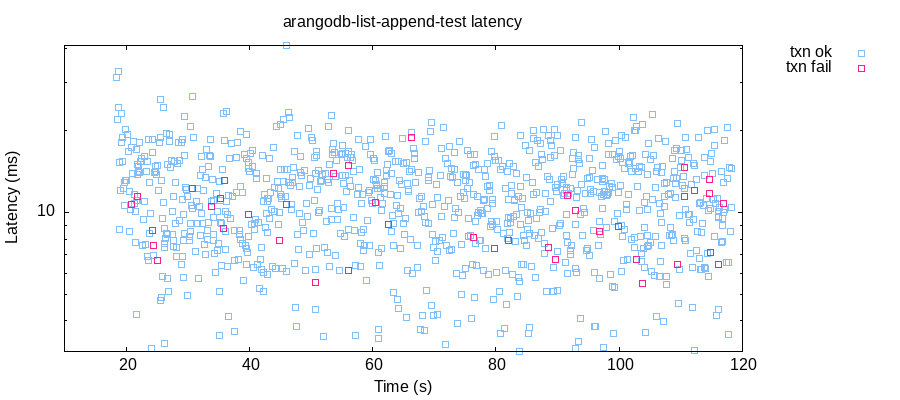 arangodb-list-append-test latency
txn ok
txn fail
Latency (ms)
10
20
40
60
80
100
120
Time (s)